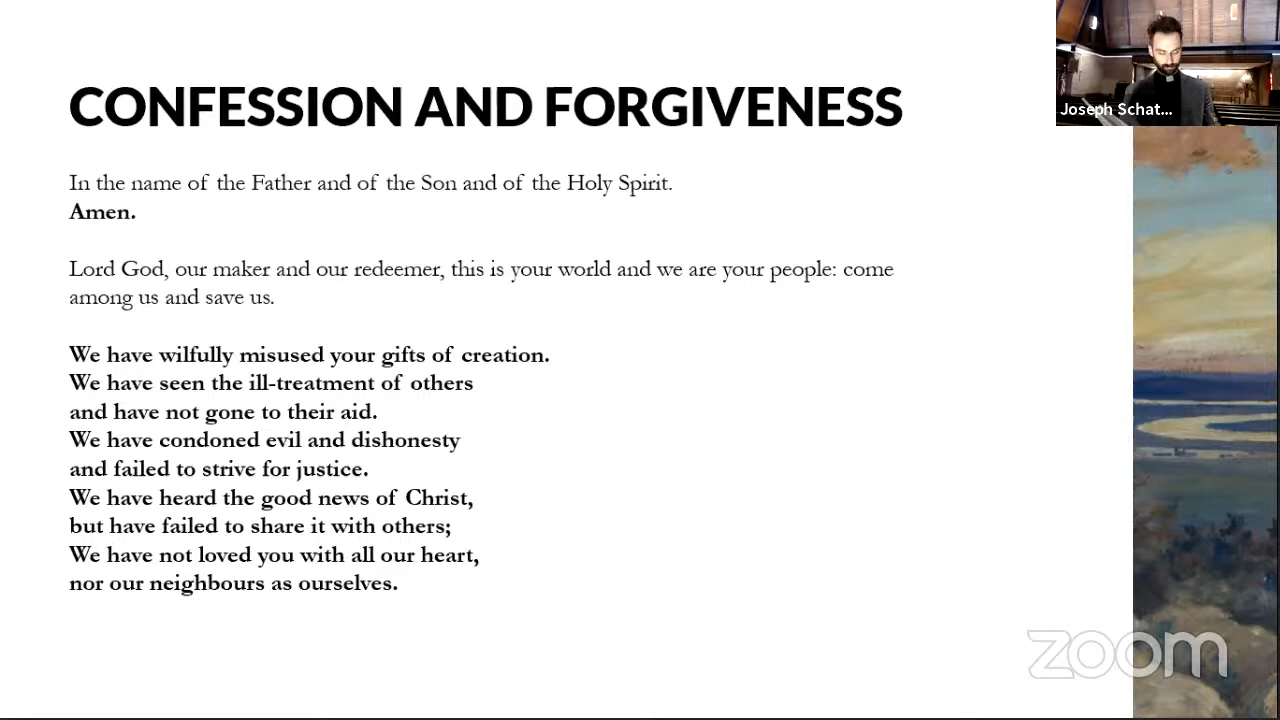 CONFESSION AND FORGIVENESS
Joseph Schat...
In the name of the Father and of the Son and of the Holy Spirit.
Amen.
Lord God, our maker and our redeemer, this is your world and we are your people: come
among us and save us.
We have wilfully misused your gifts of creation.
We have seen the ill-treatment of others
and have not gone to their aid.
We have condoned evil and dishonesty
and failed to strive for justice.
We have heard the good news of Christ,
but have failed to share it with others;
We have not loved you with all our heart,
nor our neighbours as ourselves.
zoom